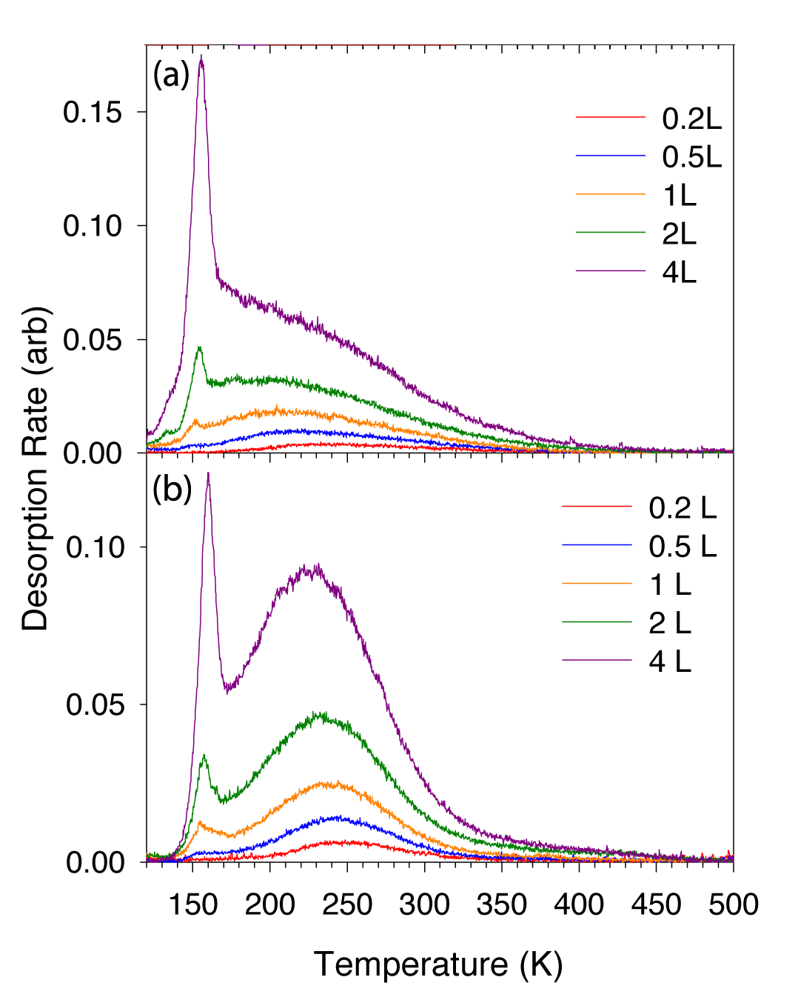 (a)
0.15
0.10
0.05
0.00
0.2L
0.5L
1L
2L
4L
Desorption Rate (arb)
(b)
0.10
0.05
0.00
0.2 L
0.5 L
1 L
2 L
4 L
150 200 250 300 350 400 450 500
Temperature (K)